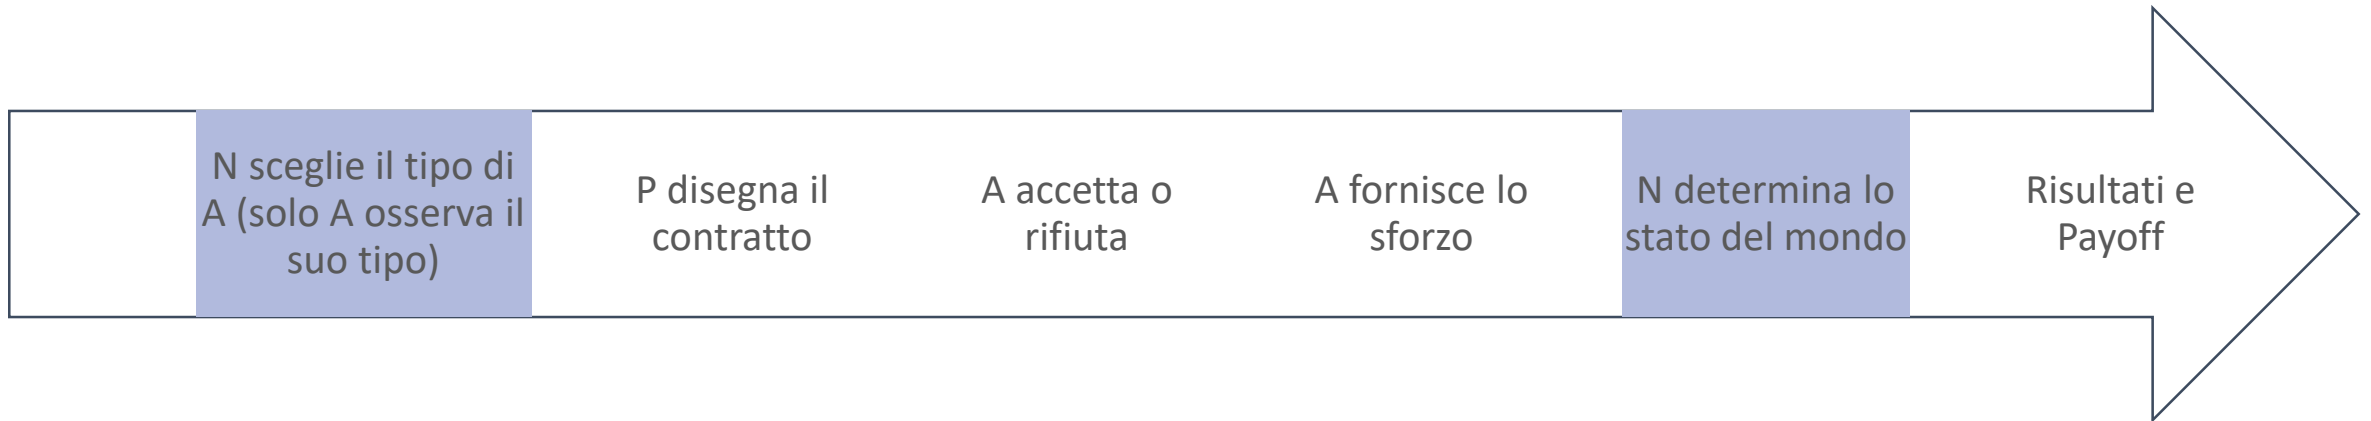 N sceglie il tipo di
A (solo A osserva il
suo tipo)
P disegna il
contratto
A accetta o
rifiuta
A fornisce lo
sforzo
N determina lo
stato del mondo
Risultati e
Payoff